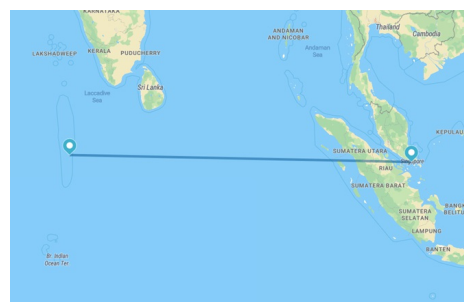 KARNATAKA
ANDAMAN
AND NICOBAR
Thailand
Cambodia
LAKSHADWEEP
KERALA
PUDUCHERRY
Andaman
Sea
Laccadive
Sea
Sri Lanka
KEPULAU
SUMATERA UTARA
RIAU
SUMATERA BARAT
SUMATERA
SELATAN
BANGK
BELITU
LAMPUNG
BANTEN
Br. Indian
Ocean Ter.